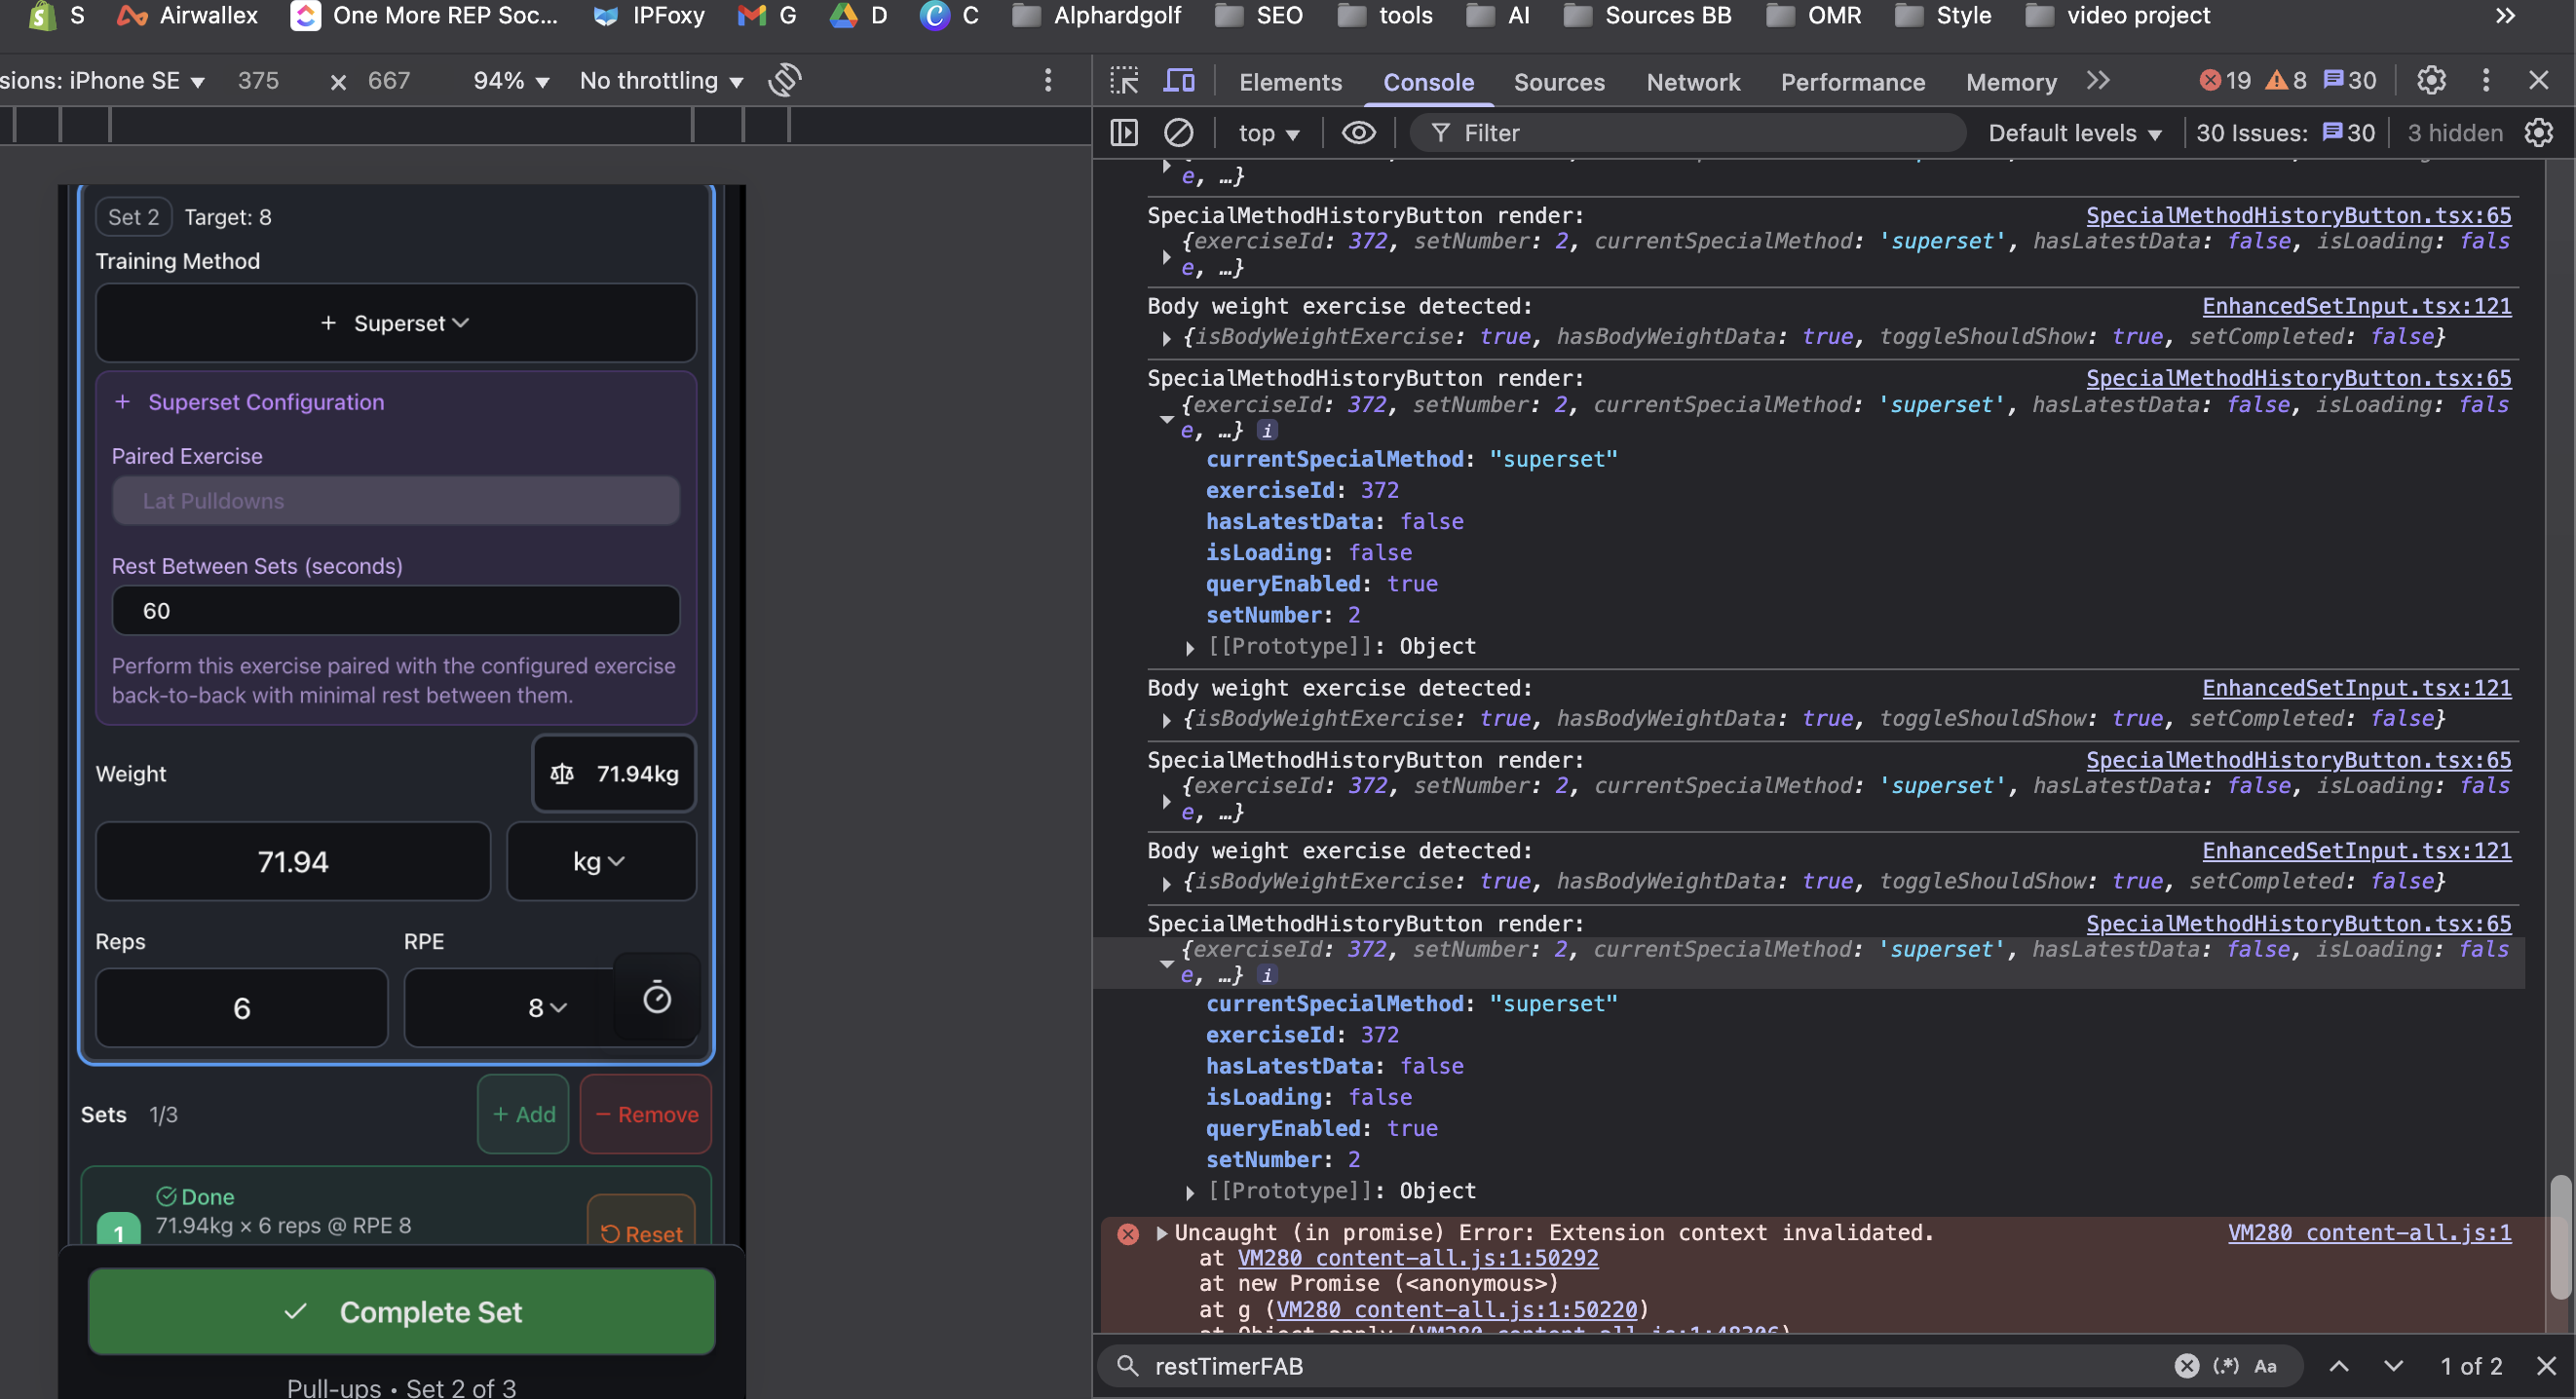 S Airwallex One More REP Soc... IPFoxy G D C Alphardgolf SEO tools AI Sources BB OMR Style video project
sions: iPhone SE 375 × 667 94% No throttling
Set 2 Target: 8
Training Method
+ Superset
+ Superset Configuration
Paired Exercise
Lat Pulldowns
Rest Between Sets (seconds)
60
Perform this exercise paired with the configured exercise
back-to-back with minimal rest between them.
Weight 71.94kg
71.94 kg
Reps RPE
6 8
Sets 1/3 + Add − Remove
Done
1 71.94kg × 6 reps @ RPE 8 Reset
Complete Set
Pull-ups • Set 2 of 3
Elements Console Sources Network Performance Memory 19 8 30
top Filter Default levels 30 Issues: 30 3 hidden
e, …}
SpecialMethodHistoryButton render: SpecialMethodHistoryButton.tsx:65
{exerciseId: 372, setNumber: 2, currentSpecialMethod: 'superset', hasLatestData: false, isLoading: fals
e, …}
Body weight exercise detected: EnhancedSetInput.tsx:121
{isBodyWeightExercise: true, hasBodyWeightData: true, toggleShouldShow: true, setCompleted: false}
SpecialMethodHistoryButton render: SpecialMethodHistoryButton.tsx:65
{exerciseId: 372, setNumber: 2, currentSpecialMethod: 'superset', hasLatestData: false, isLoading: fals
e, …} i
currentSpecialMethod: "superset"
exerciseId: 372
hasLatestData: false
isLoading: false
queryEnabled: true
setNumber: 2
[[Prototype]]: Object
Body weight exercise detected: EnhancedSetInput.tsx:121
{isBodyWeightExercise: true, hasBodyWeightData: true, toggleShouldShow: true, setCompleted: false}
SpecialMethodHistoryButton render: SpecialMethodHistoryButton.tsx:65
{exerciseId: 372, setNumber: 2, currentSpecialMethod: 'superset', hasLatestData: false, isLoading: fals
e, …}
Body weight exercise detected: EnhancedSetInput.tsx:121
{isBodyWeightExercise: true, hasBodyWeightData: true, toggleShouldShow: true, setCompleted: false}
SpecialMethodHistoryButton render: SpecialMethodHistoryButton.tsx:65
{exerciseId: 372, setNumber: 2, currentSpecialMethod: 'superset', hasLatestData: false, isLoading: fals
e, …} i
currentSpecialMethod: "superset"
exerciseId: 372
hasLatestData: false
isLoading: false
queryEnabled: true
setNumber: 2
[[Prototype]]: Object
Uncaught (in promise) Error: Extension context invalidated. VM280 content-all.js:1
at VM280 content-all.js:1:50292
at new Promise (<anonymous>)
at g (VM280 content-all.js:1:50220)
restTimerFAB (.*) Aa 1 of 2